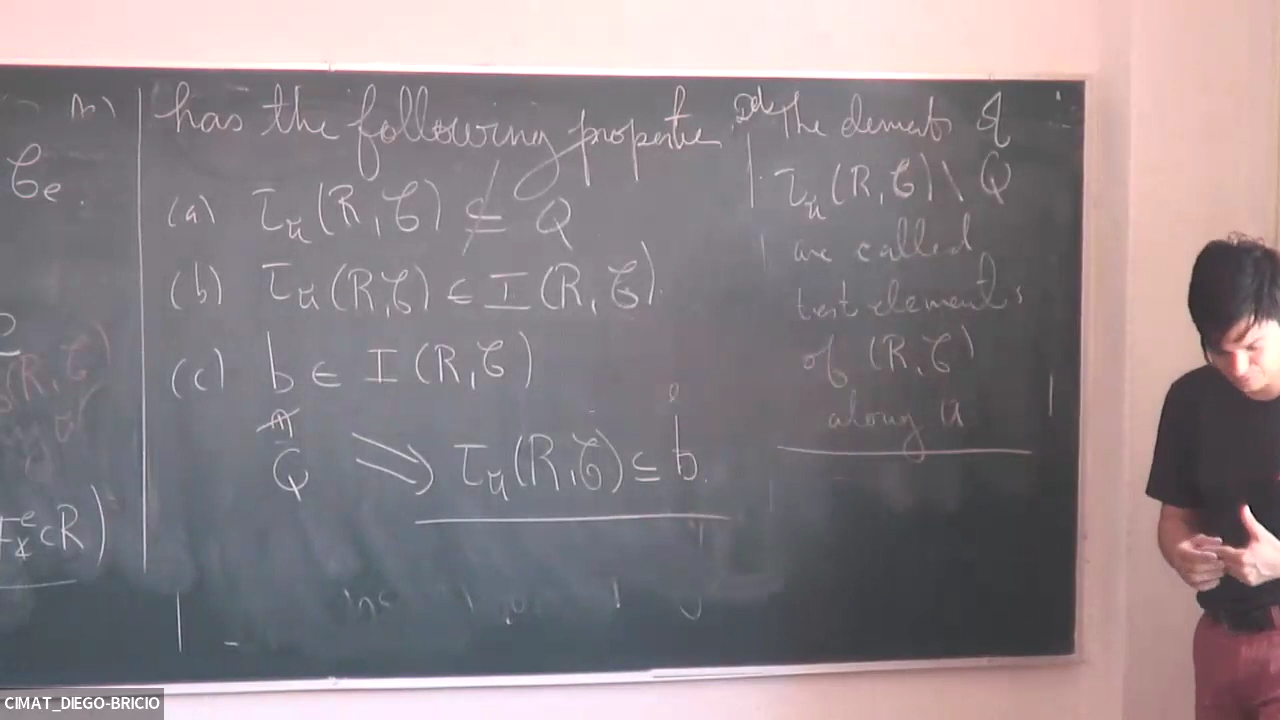 has the following propertie
(a) τ_𝔞(R, 𝒞) ⊈ Q
(b) τ_𝔞(R, 𝒞) ∈ I(R, 𝒞).
(c) b ∈ I(R, 𝒞)
⊈
Q ⟹ τ_𝔞(R, 𝒞) ⊆ b.
The elements of
τ_𝔞(R, 𝒞) \ Q
are called
test elements
of (R, 𝒞)
along 𝔞
𝒞e.
F^e_* cR)
CIMAT_DIEGO-BRICIO